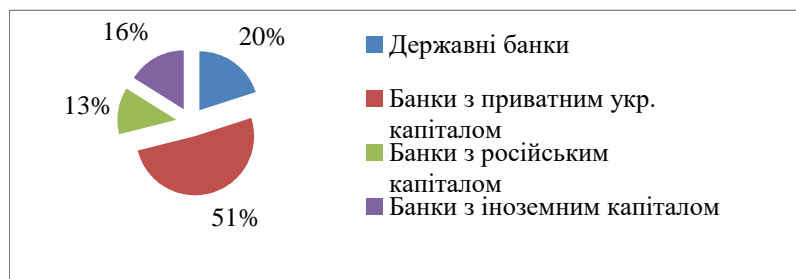 16%
20%
13%
51%
Державні банки
Банки з приватним укр.
капіталом
Банки з російським
капіталом
Банки з іноземним капіталом